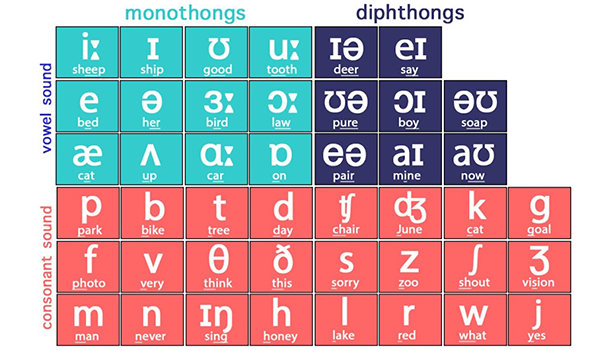 monothongs diphthongs
vowel sound
iː ɪ ʊ uː ɪə eɪ
sheep ship good tooth deer say
e ə ɜː ɔː ʊə ɔɪ əʊ
bed her bird law pure boy soap
æ ʌ ɑː ɒ eə aɪ aʊ
cat up car on pair mine now
consonant sound
p b t d ʧ ʤ k g
park bike tree day chair June cat goal
f v θ ð s z ʃ ʒ
photo very think this sorry zoo shout vision
m n ɪŋ h l r w j
man never sing honey lake red what yes